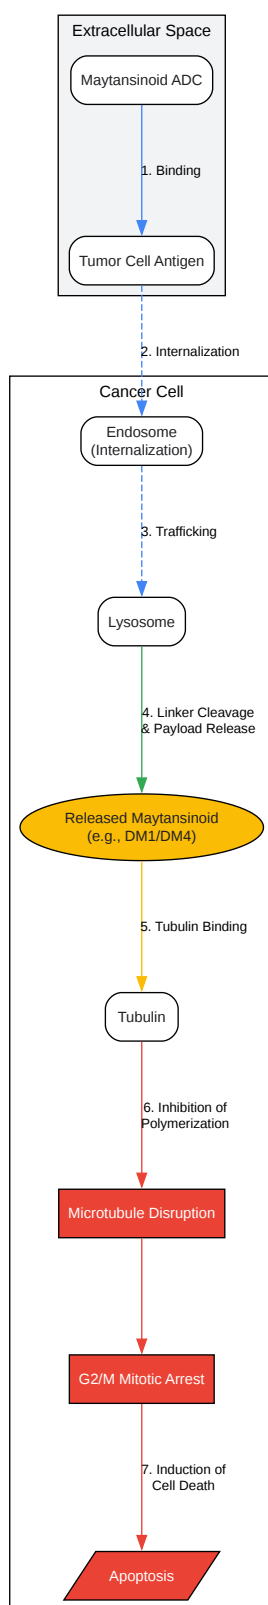 Extracellular Space
Maytansinoid ADC
1. Binding
Tumor Cell Antigen
2. Internalization
Cancer Cell
Endosome
(Internalization)
3. Trafficking
Lysosome
4. Linker Cleavage
& Payload Release
Released Maytansinoid
(e.g., DM1/DM4)
5. Tubulin Binding
Tubulin
6. Inhibition of
Polymerization
Microtubule Disruption
G2/M Mitotic Arrest
7. Induction of
Cell Death
Apoptosis